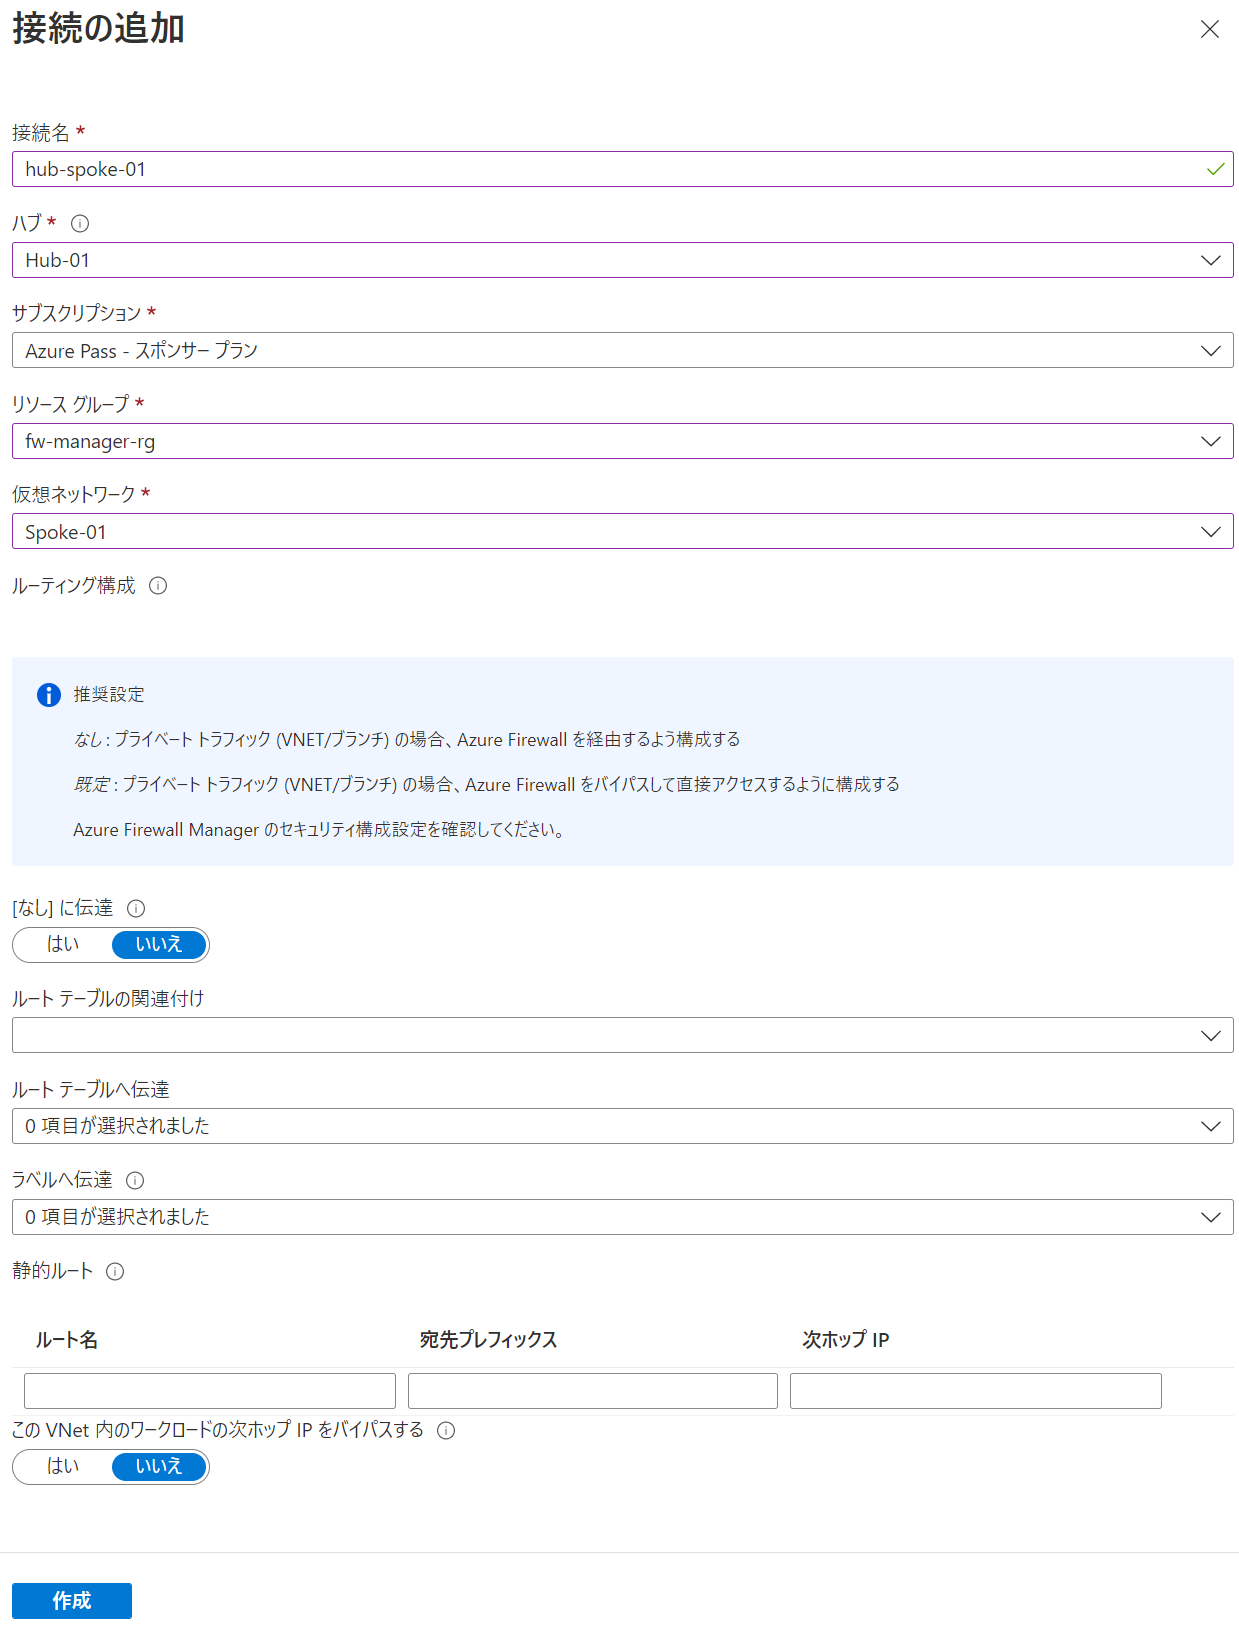 接続の追加
接続名 *
hub-spoke-01
ハブ *
Hub-01
サブスクリプション *
Azure Pass - スポンサー プラン
リソース グループ *
fw-manager-rg
仮想ネットワーク *
Spoke-01
ルーティング構成
推奨設定
なし : プライベート トラフィック (VNET/ブランチ) の場合、Azure Firewall を経由するよう構成する
既定 : プライベート トラフィック (VNET/ブランチ) の場合、Azure Firewall をバイパスして直接アクセスするように構成する
Azure Firewall Manager のセキュリティ構成設定を確認してください。
[なし] に伝達
はい いいえ
ルート テーブルの関連付け
ルート テーブルへ伝達
0 項目が選択されました
ラベルへ伝達
0 項目が選択されました
静的ルート
ルート名 宛先プレフィックス 次ホップ IP
この VNet 内のワークロードの次ホップ IP をバイパスする
はい いいえ
作成